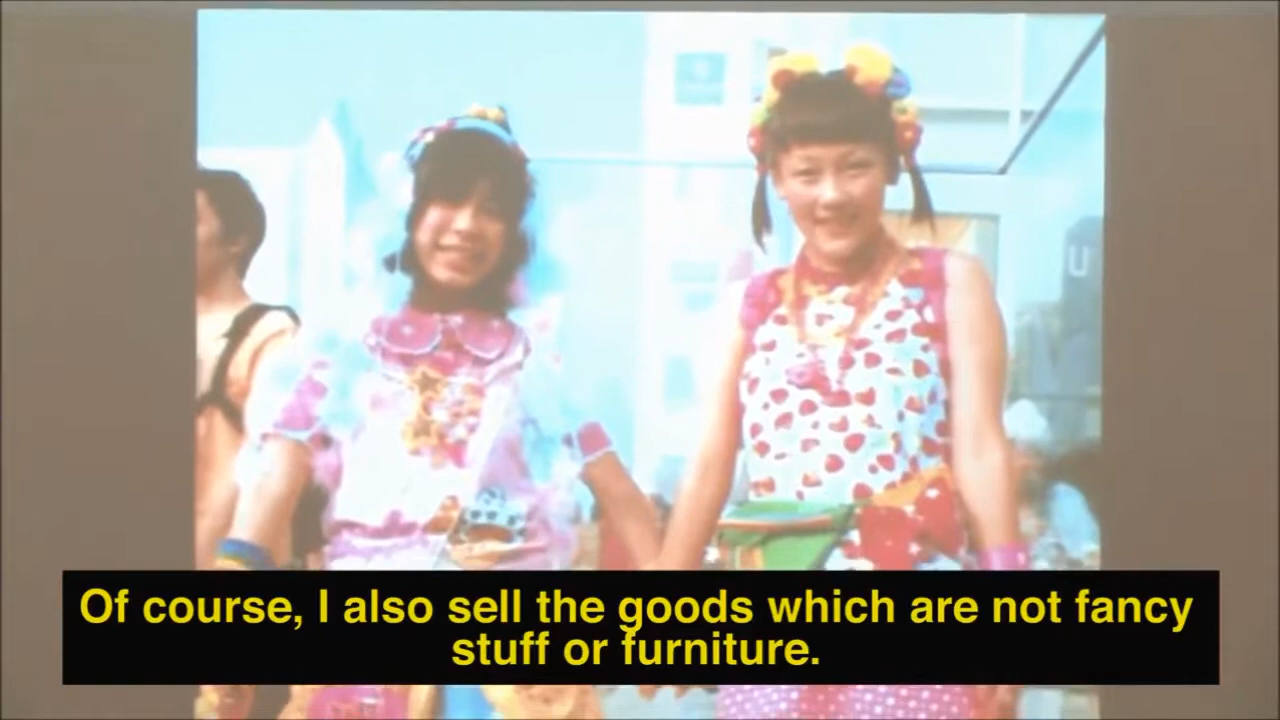 U
Of course, I also sell the goods which are not fancy
stuff or furniture.